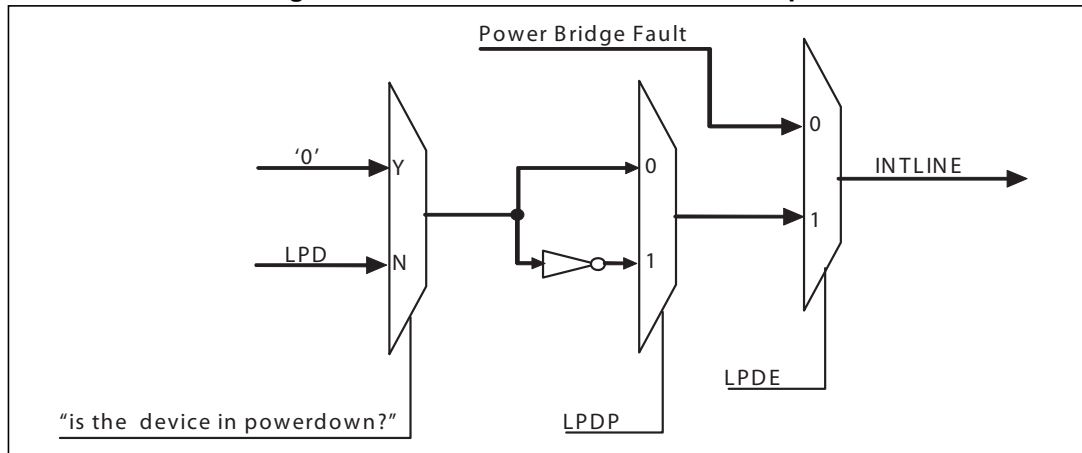 Power Bridge Fault
0
'0'
Y
0
INTLINE
1
LPD
N
1
LPDE
“is the device in powerdown?”
LPDP